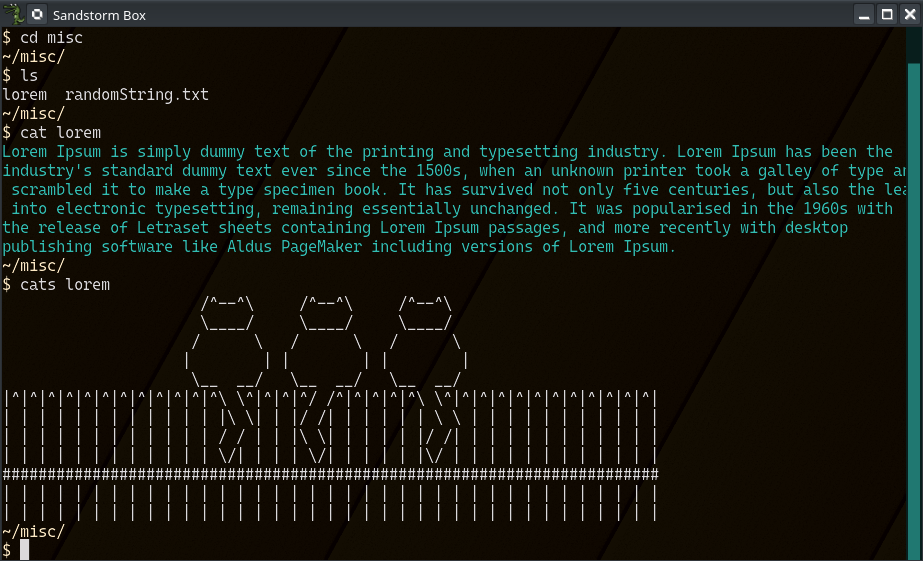 Sandstorm Box
$ cd misc
~/misc/
$ ls
lorem  randomString.txt
~/misc/
$ cat lorem
Lorem Ipsum is simply dummy text of the printing and typesetting industry. Lorem Ipsum has been the
industry's standard dummy text ever since the 1500s, when an unknown printer took a galley of type an
 scrambled it to make a type specimen book. It has survived not only five centuries, but also the lea
 into electronic typesetting, remaining essentially unchanged. It was popularised in the 1960s with
the release of Letraset sheets containing Lorem Ipsum passages, and more recently with desktop
publishing software like Aldus PageMaker including versions of Lorem Ipsum.
~/misc/
$ cats lorem
~/misc/
$